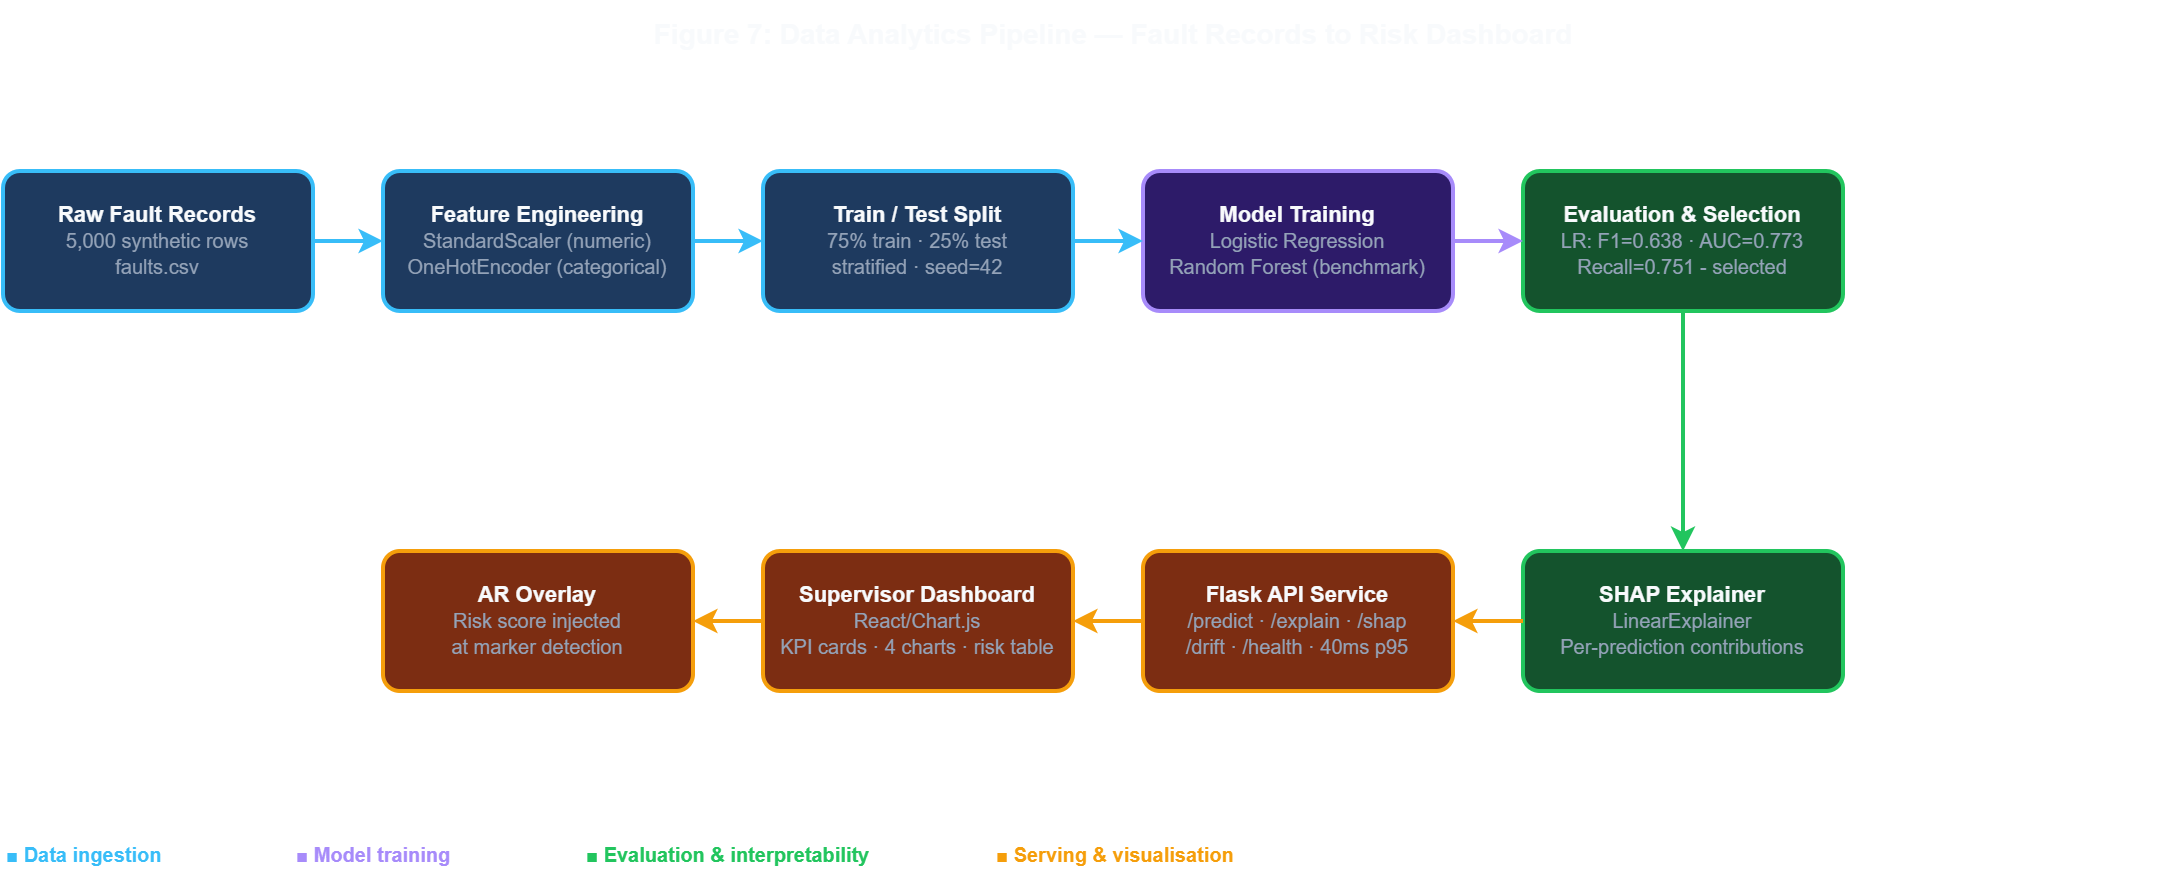 Figure 7: Data Analytics Pipeline — Fault Records to Risk Dashboard
Raw Fault Records
5,000 synthetic rows
faults.csv
Feature Engineering
StandardScaler (numeric)
OneHotEncoder (categorical)
Train / Test Split
75% train · 25% test
stratified · seed=42
Model Training
Logistic Regression
Random Forest (benchmark)
Evaluation & Selection
LR: F1=0.638 · AUC=0.773
Recall=0.751 - selected
AR Overlay
Risk score injected
at marker detection
Supervisor Dashboard
React/Chart.js
KPI cards · 4 charts · risk table
Flask API Service
/predict · /explain · /shap
/drift · /health · 40ms p95
SHAP Explainer
LinearExplainer
Per-prediction contributions
■ Data ingestion
■ Model training
■ Evaluation & interpretability
■ Serving & visualisation